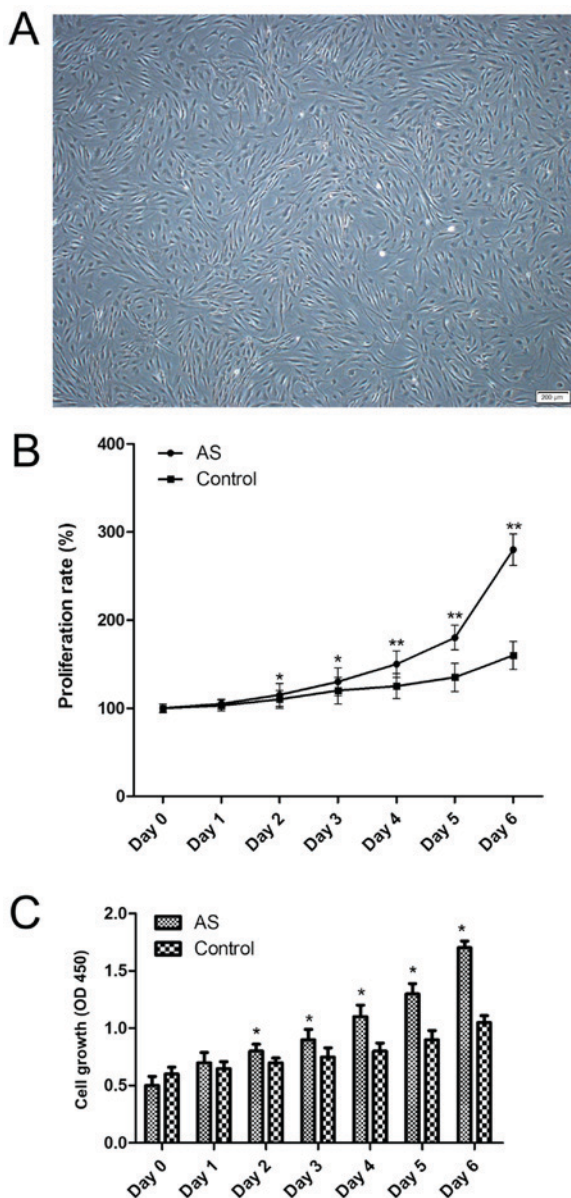 A
200 µm
B
AS
Control
Proliferation rate (%)
400
300
200
100
0
*
*
**
**
**
Day 0
Day 1
Day 2
Day 3
Day 4
Day 5
Day 6
C
AS
Control
Cell growth (OD 450)
2.0
1.5
1.0
0.5
0.0
*
*
*
*
*
Day 0
Day 1
Day 2
Day 3
Day 4
Day 5
Day 6